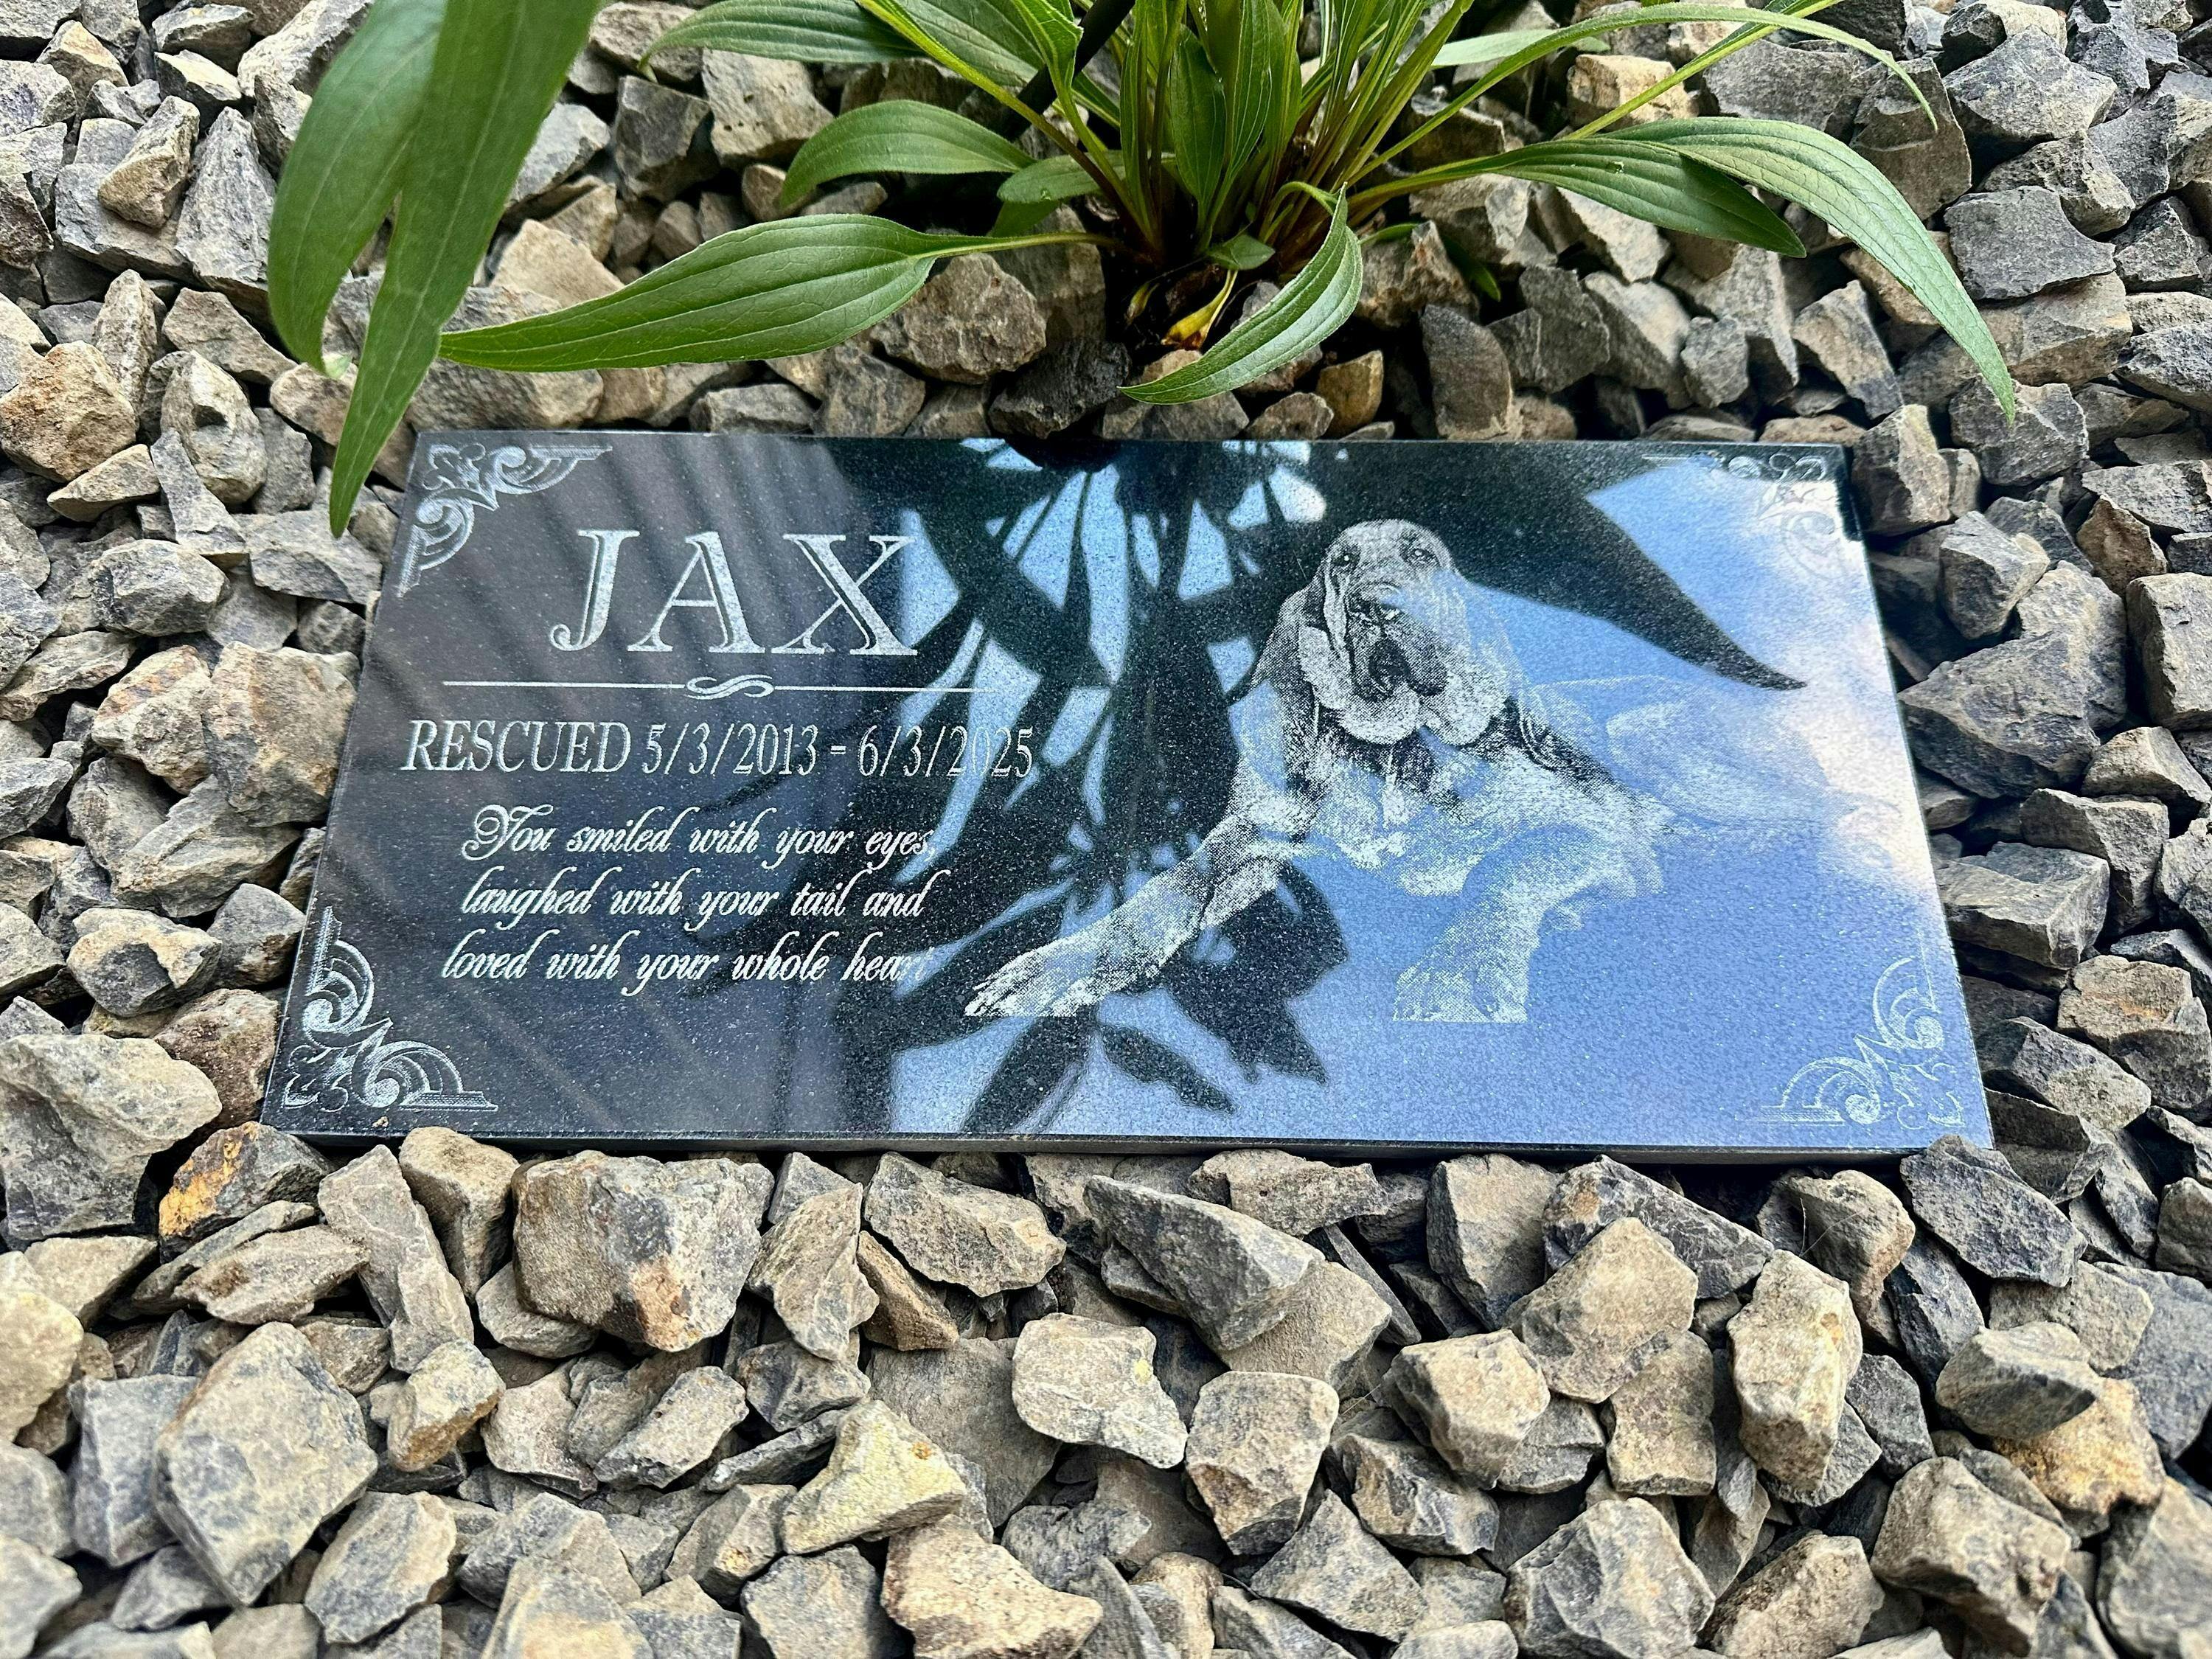 JAX
RESCUED 5/3/2013 - 6/3/2025
You smiled with your eyes,
laughed with your tail and
loved with your whole heart